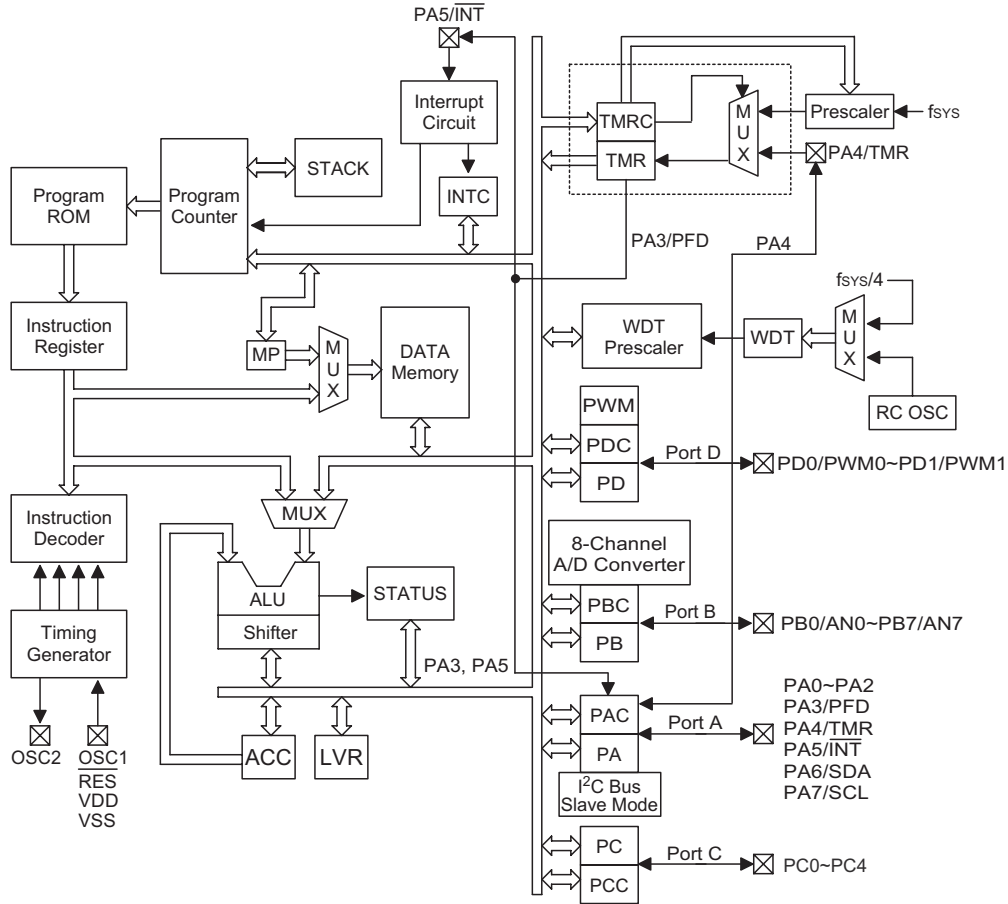 PA5/INT
Interrupt
Circuit
STACK
INTC
Program
ROM
Program
Counter
TMRC
TMR
M
U
X
Prescaler
fSYS
PA4/TMR
PA3/PFD
PA4
fSYS/4
Instruction
Register
MP
M
U
X
DATA
Memory
WDT
Prescaler
WDT
M
U
X
RC OSC
PWM
PDC
PD
Port D
PD0/PWM0~PD1/PWM1
Instruction
Decoder
MUX
ALU
Shifter
STATUS
8-Channel
A/D Converter
PBC
PB
Port B
PB0/AN0~PB7/AN7
Timing
Generator
PA3, PA5
OSC2
OSC1
RES
VDD
VSS
ACC
LVR
PAC
PA
Port A
I²C Bus
Slave Mode
PA0~PA2
PA3/PFD
PA4/TMR
PA5/INT
PA6/SDA
PA7/SCL
PC
PCC
Port C
PC0~PC4